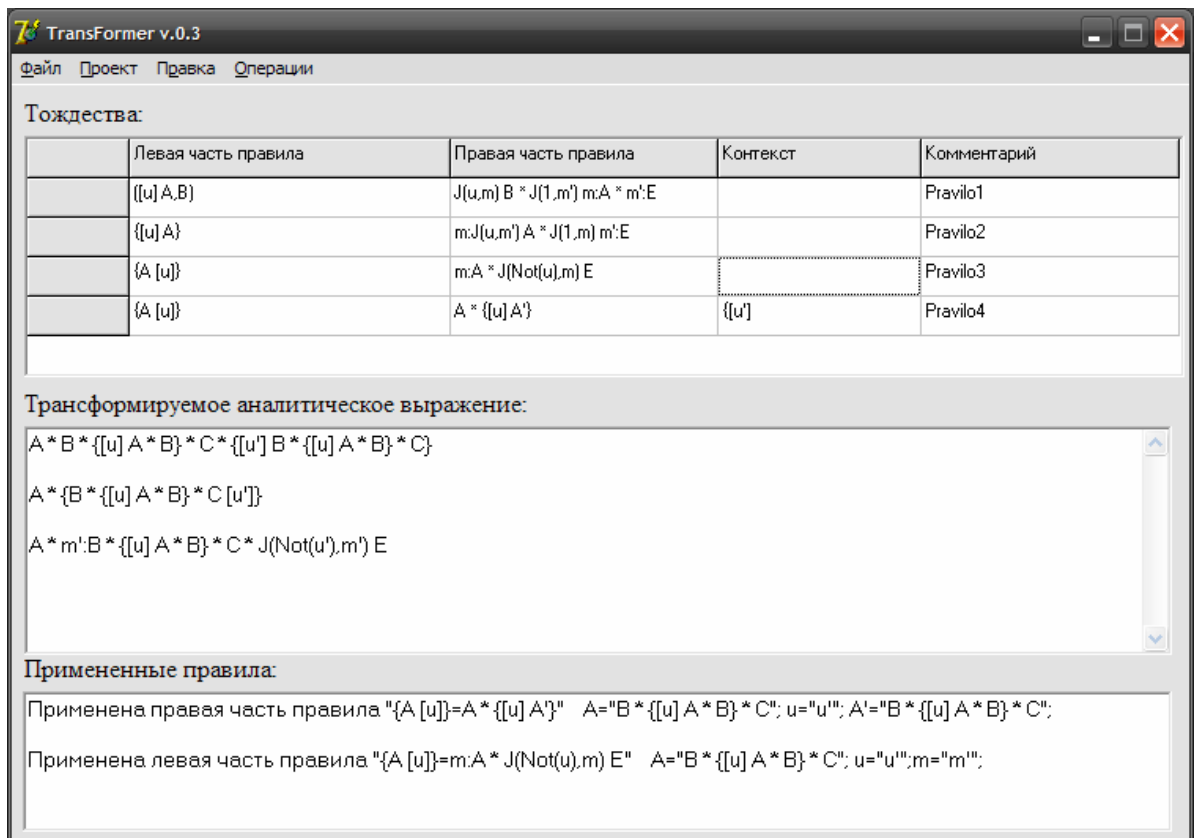 TransFormer v.0.3
Файл Проект Правка Операции
Тождества:
Левая часть правила Правая часть правила Контекст Комментарий
([u] A,B) J(u,m) B * J(1,m') m:A * m':E Pravilo1
{[u] A} m:J(u,m') A * J(1,m) m':E Pravilo2
{A [u]} m:A * J(Not(u),m) E Pravilo3
{A [u]} A * {[u] A'} {[u'] Pravilo4
Трансформируемое аналитическое выражение:
A * B * {[u] A * B} * C * {[u'] B * {[u] A * B} * C}
A * {B * {[u] A * B} * C [u']}
A * m':B * {[u] A * B} * C * J(Not(u'),m') E
Примененные правила:
Применена правая часть правила "{A [u]}=A * {[u] A'}" A="B * {[u] A * B} * C"; u="u'"; A'="B * {[u] A * B} * C";
Применена левая часть правила "{A [u]}=m:A * J(Not(u),m) E" A="B * {[u] A * B} * C"; u="u'";m="m'";